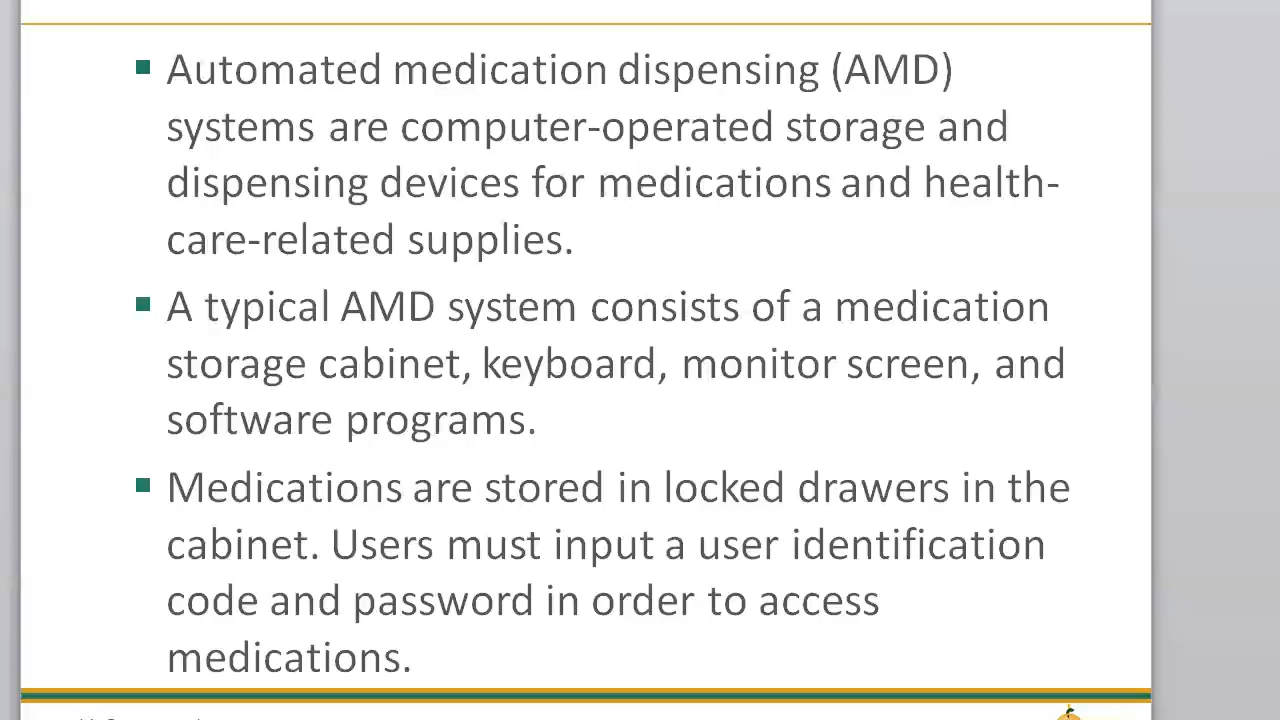 Automated medication dispensing (AMD)
systems are computer-operated storage and
dispensing devices for medications and health-
care-related supplies.
A typical AMD system consists of a medication
storage cabinet, keyboard, monitor screen, and
software programs.
Medications are stored in locked drawers in the
cabinet. Users must input a user identification
code and password in order to access
medications.